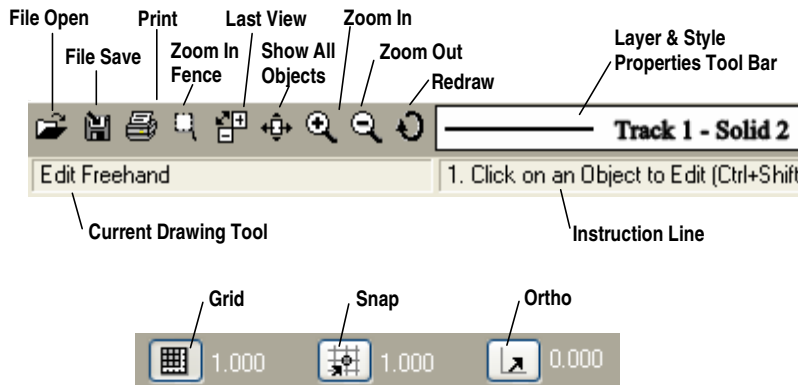 File Open
Print
Last View
Zoom In
File Save
Zoom In
Fence
Show All
Objects
Zoom Out
Redraw
Layer & Style
Properties Tool Bar
Track 1 - Solid 2
Edit Freehand
1. Click on an Object to Edit (Ctrl+Shift
Current Drawing Tool
Instruction Line
Grid
Snap
Ortho
1.000
1.000
0.000